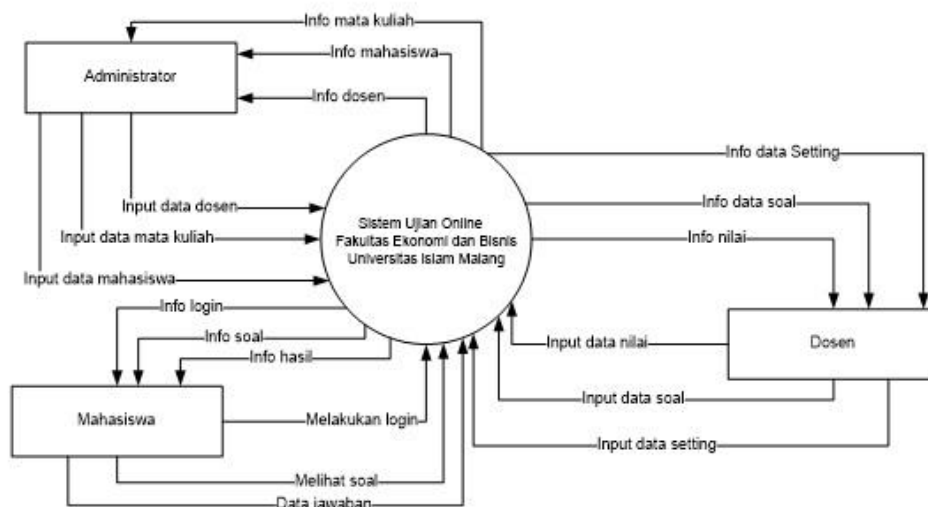 Info mata kuliah
Info mahasiswa
Administrator
Info dosen
Info data Setting
Input data dosen
Info data soal
Sistem Ujian Online
Fakultas Ekonomi dan Bisnis
Universitas Islam Malang
Input data mata kuliah
Info nilai
Input data mahasiswa
Info login
Info soal
Info hasil
Input data nilai
Dosen
Input data soal
Mahasiswa
Melakukan login
Input data setting
Melihat soal
Data jawaban